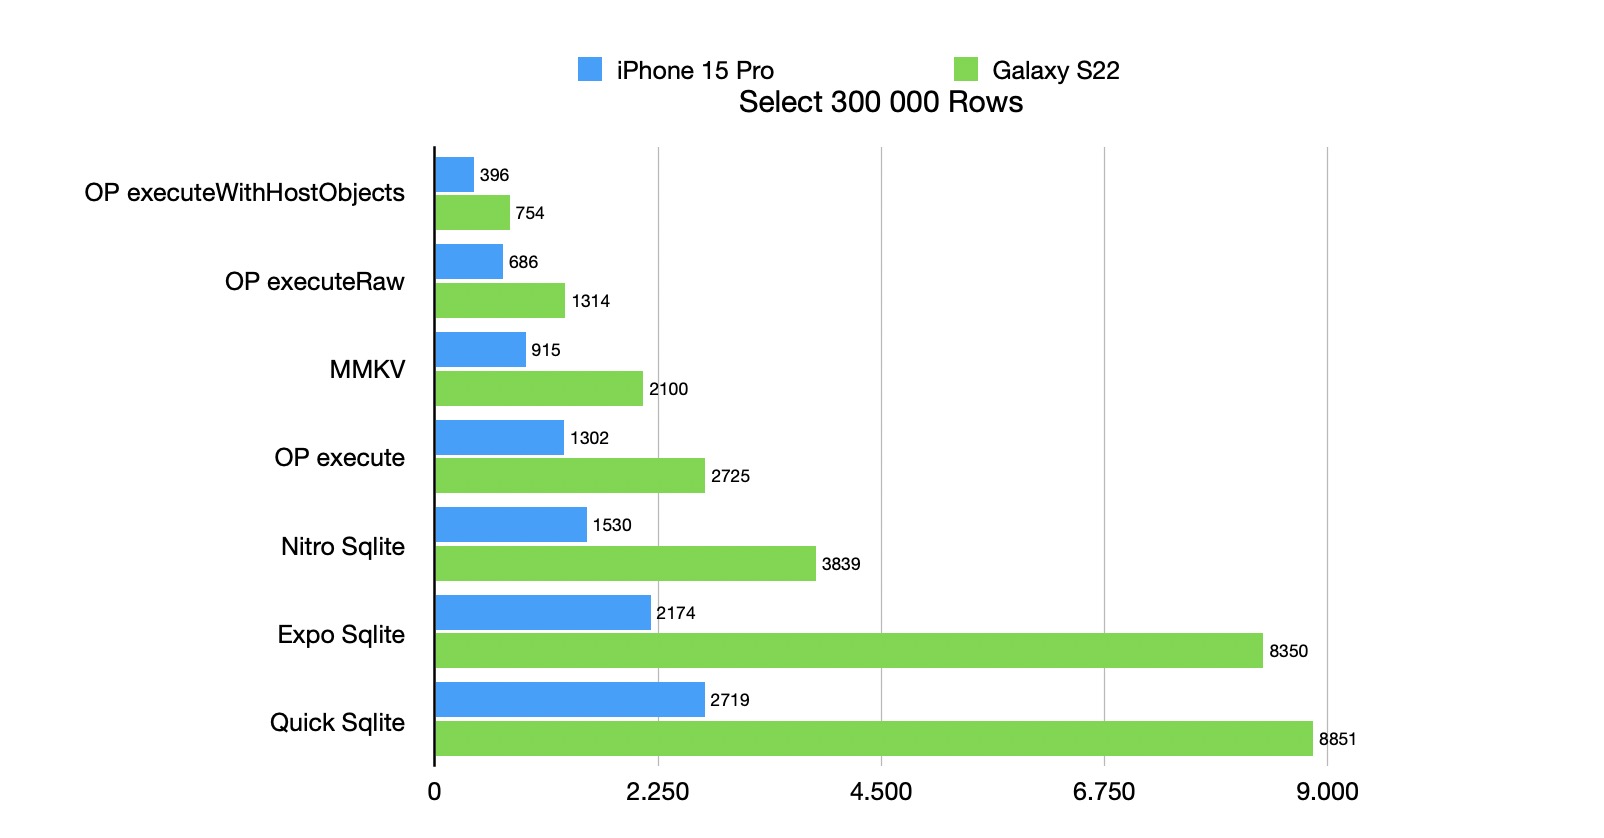 iPhone 15 Pro
Galaxy S22
Select 300 000 Rows
OP executeWithHostObjects
396
754
OP executeRaw
686
1314
MMKV
915
2100
OP execute
1302
2725
Nitro Sqlite
1530
3839
Expo Sqlite
2174
8350
Quick Sqlite
2719
8851
0
2.250
4.500
6.750
9.000